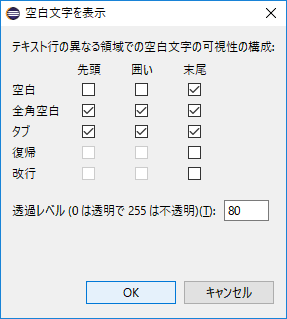 空白文字を表示
テキスト行の異なる領域での空白文字の可視性の構成:
先頭 囲い 末尾
空白
全角空白
タブ
復帰
改行
透過レベル (0 は透明で 255 は不透明)(T): 80
OK キャンセル